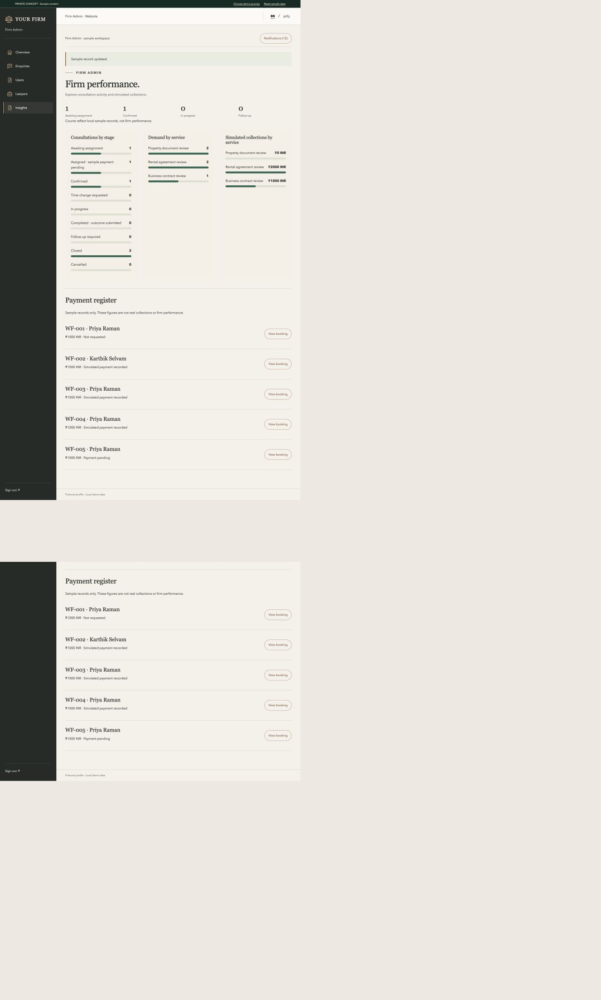 PRIVATE CONCEPT · Sample content
Choose demo journey
Reset sample data
YOUR FIRM
Firm Admin
Overview
Enquiries
Users
Lawyers
Insights
Sign out ↗
Firm Admin · Website
EN / தமிழ்
Firm Admin · sample workspace
Notifications (12)
Sample record updated.
FIRM ADMIN
Firm performance.
Explore consultation activity and simulated collections.
1
Awaiting assignment
1
Confirmed
0
In progress
0
Follow-up
Counts reflect local sample records, not firm performance.
Consultations by stage
Awaiting assignment 1
Assigned · sample payment
pending
1
Confirmed 1
Time change requested 0
In progress 0
Completed · outcome submitted 0
Follow-up required 0
Closed 2
Cancelled 0
Demand by service
Property document review 2
Rental agreement review 2
Business contract review 1
Simulated collections by
service
Property document review ₹0 INR
Rental agreement review ₹2000 INR
Business contract review ₹1000 INR
Payment register
Sample records only. These figures are not real collections or firm performance.
WF-001 · Priya Raman
₹1000 INR · Not requested
View booking
WF-002 · Karthik Selvam
₹1000 INR · Simulated payment recorded
View booking
WF-003 · Priya Raman
₹1000 INR · Simulated payment recorded
View booking
WF-004 · Priya Raman
₹1000 INR · Simulated payment recorded
View booking
WF-005 · Priya Raman
₹1000 INR · Payment pending
View booking
Fictional profile · Local demo data
Payment register
Sample records only. These figures are not real collections or firm performance.
WF-001 · Priya Raman
₹1000 INR · Not requested
View booking
WF-002 · Karthik Selvam
₹1000 INR · Simulated payment recorded
View booking
WF-003 · Priya Raman
₹1000 INR · Simulated payment recorded
View booking
WF-004 · Priya Raman
₹1000 INR · Simulated payment recorded
View booking
WF-005 · Priya Raman
₹1000 INR · Payment pending
View booking
Sign out ↗
Fictional profile · Local demo data